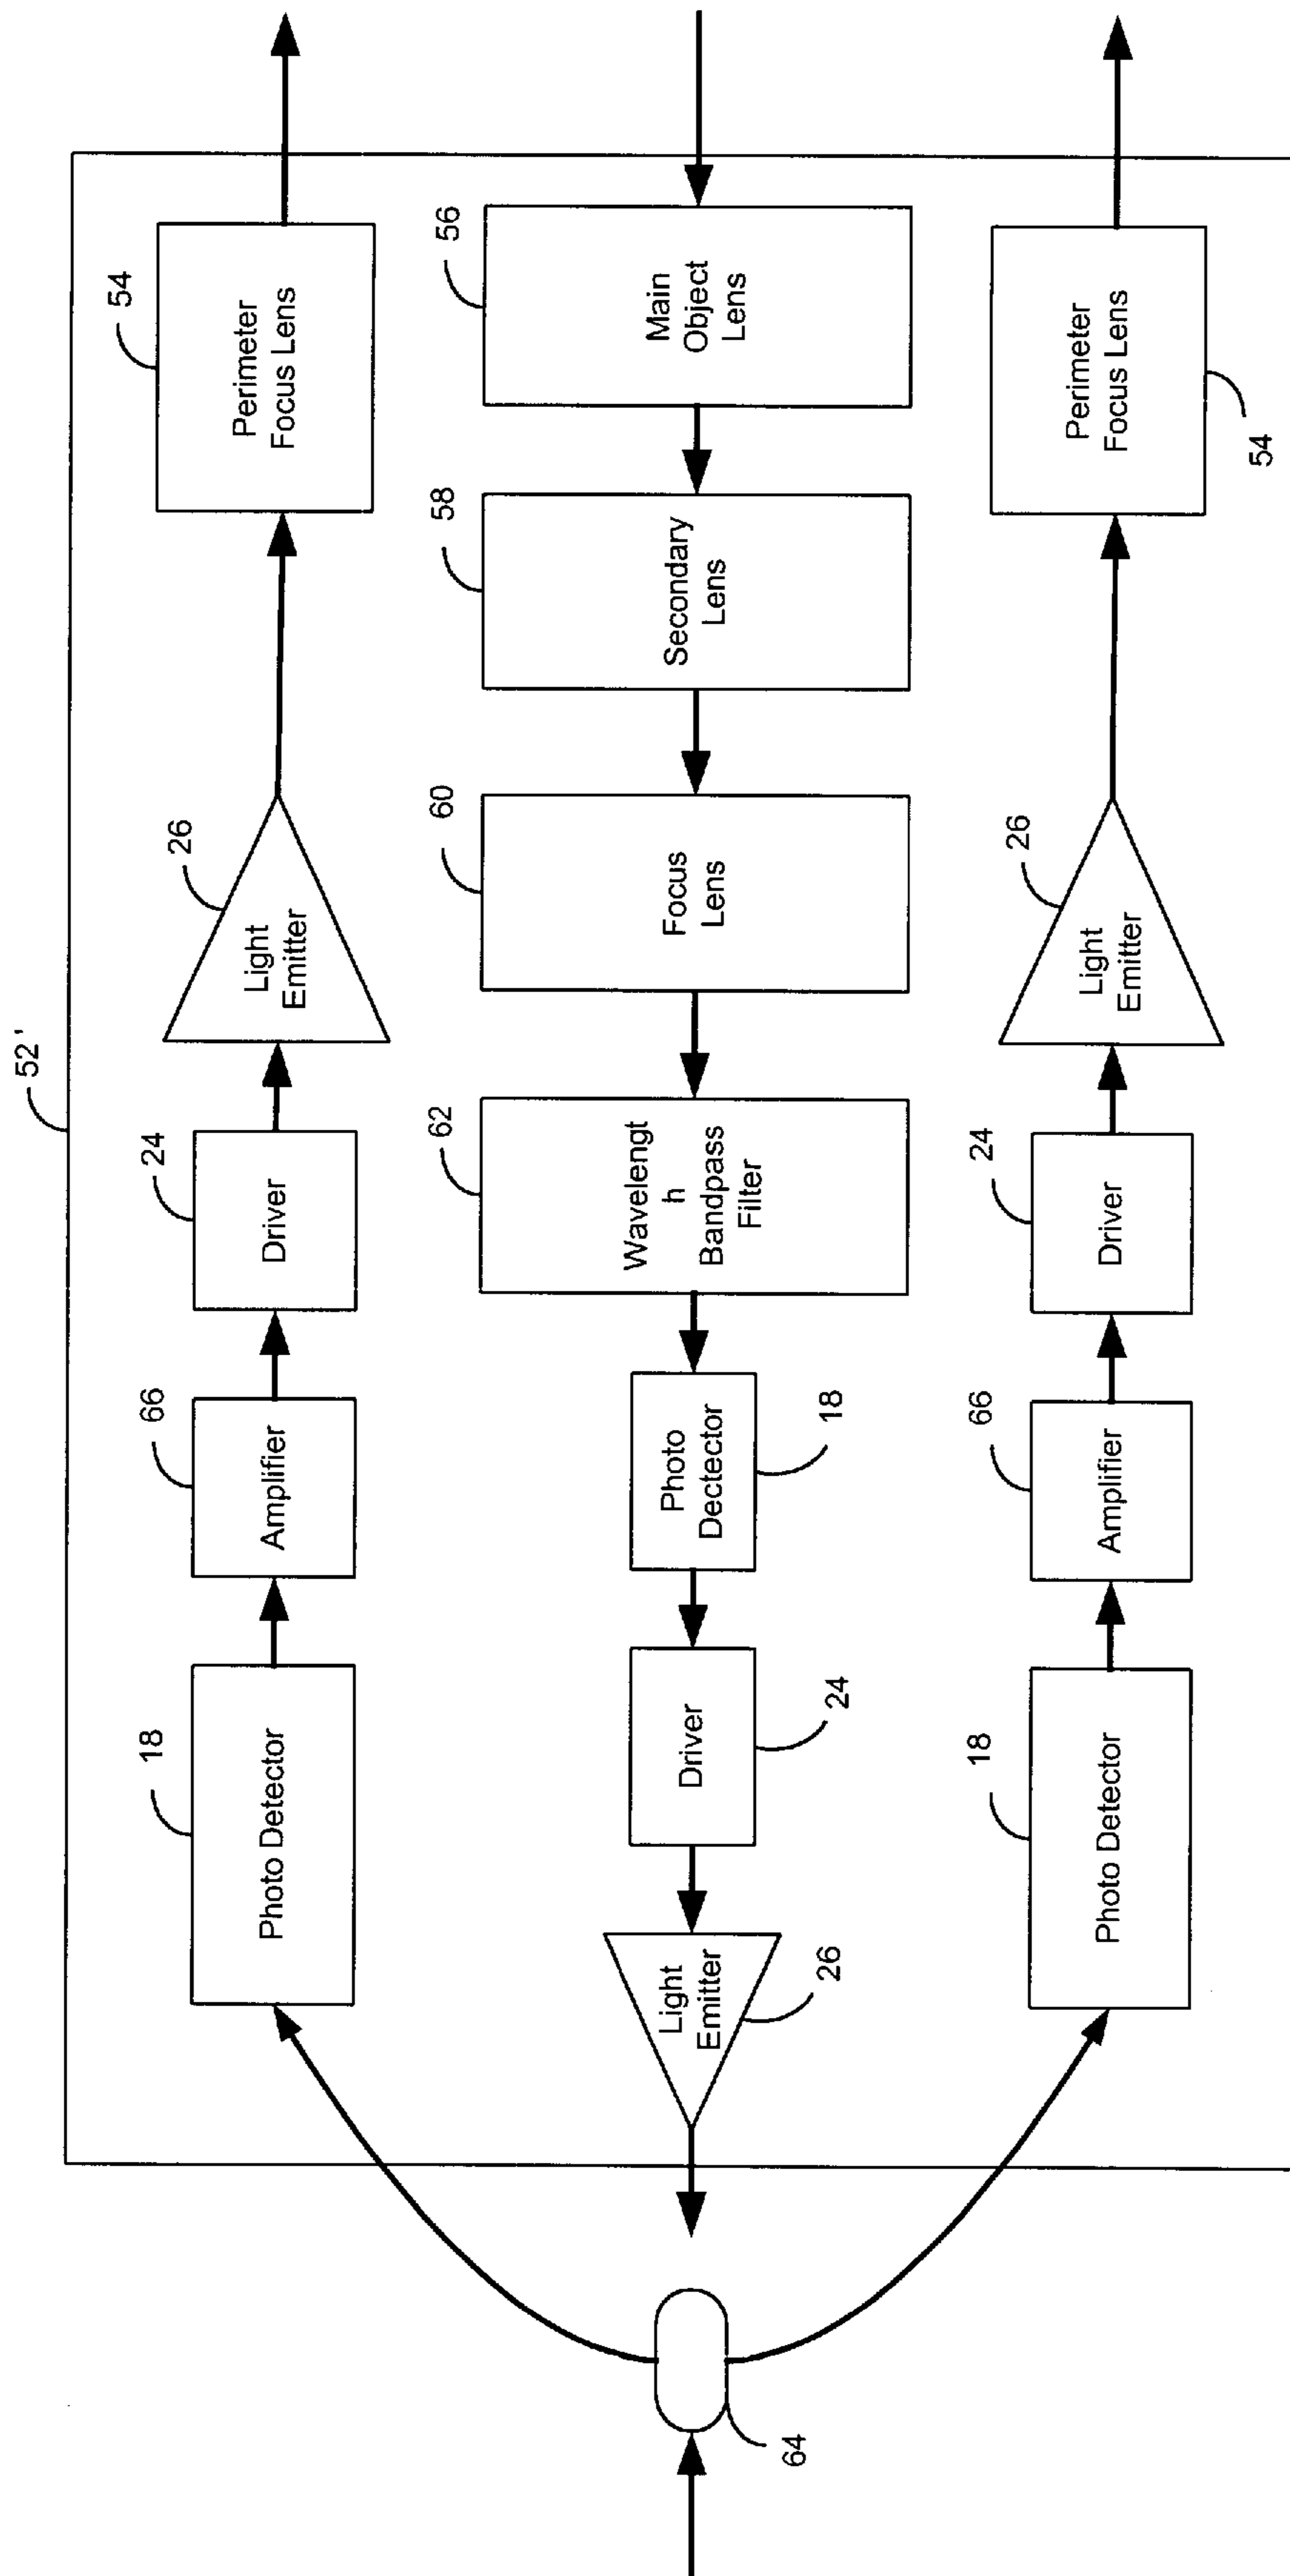 52'
18
Photo Detector
66
Amplifier
24
Driver
26
Light
Emitter
54
Perimeter
Focus Lens
64
Light
Emitter
26
Driver
24
Photo
Dectector
18
62
Wavelengt
h
Bandpass
Filter
60
Focus
Lens
58
Secondary
Lens
56
Main
Object
Lens
18
Photo Detector
66
Amplifier
24
Driver
26
Light
Emitter
Perimeter
Focus Lens
54